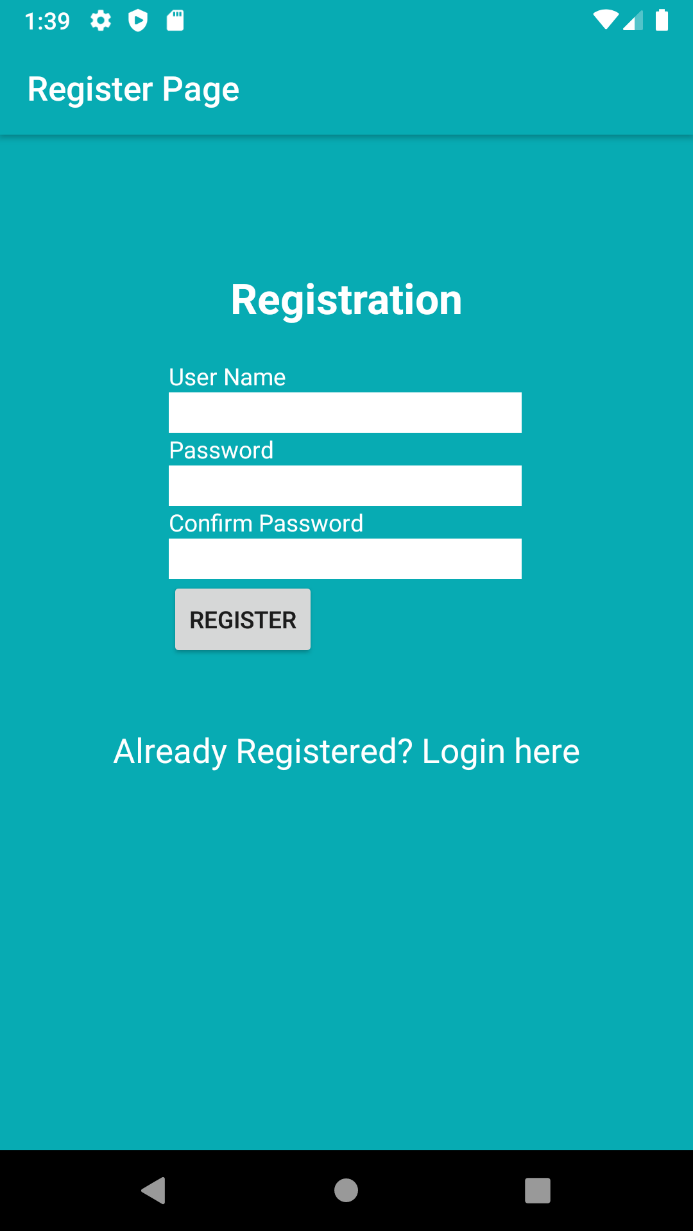 1:39
Register Page
Registration
User Name
Password
Confirm Password
REGISTER
Already Registered? Login here